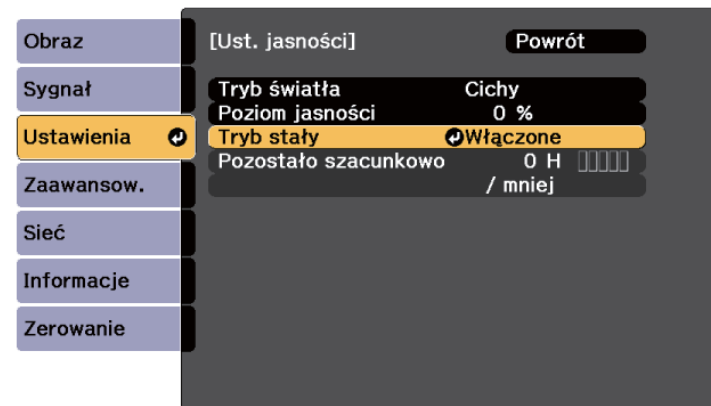 Obraz
Sygnał
Ustawienia
Zaawansow.
Sieć
Informacje
Zerowanie
[Ust. jasności] Powrót
Tryb światła Cichy
Poziom jasności 0 %
Tryb stały Włączone
Pozostało szacunkowo 0 H
/ mniej